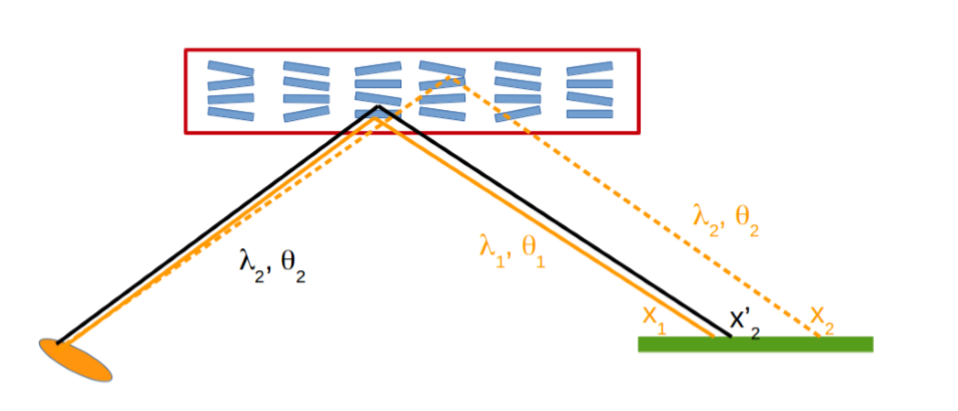 λ₂, θ₂
λ₁, θ₁
λ₂, θ₂
x₁
x'₂
x₂